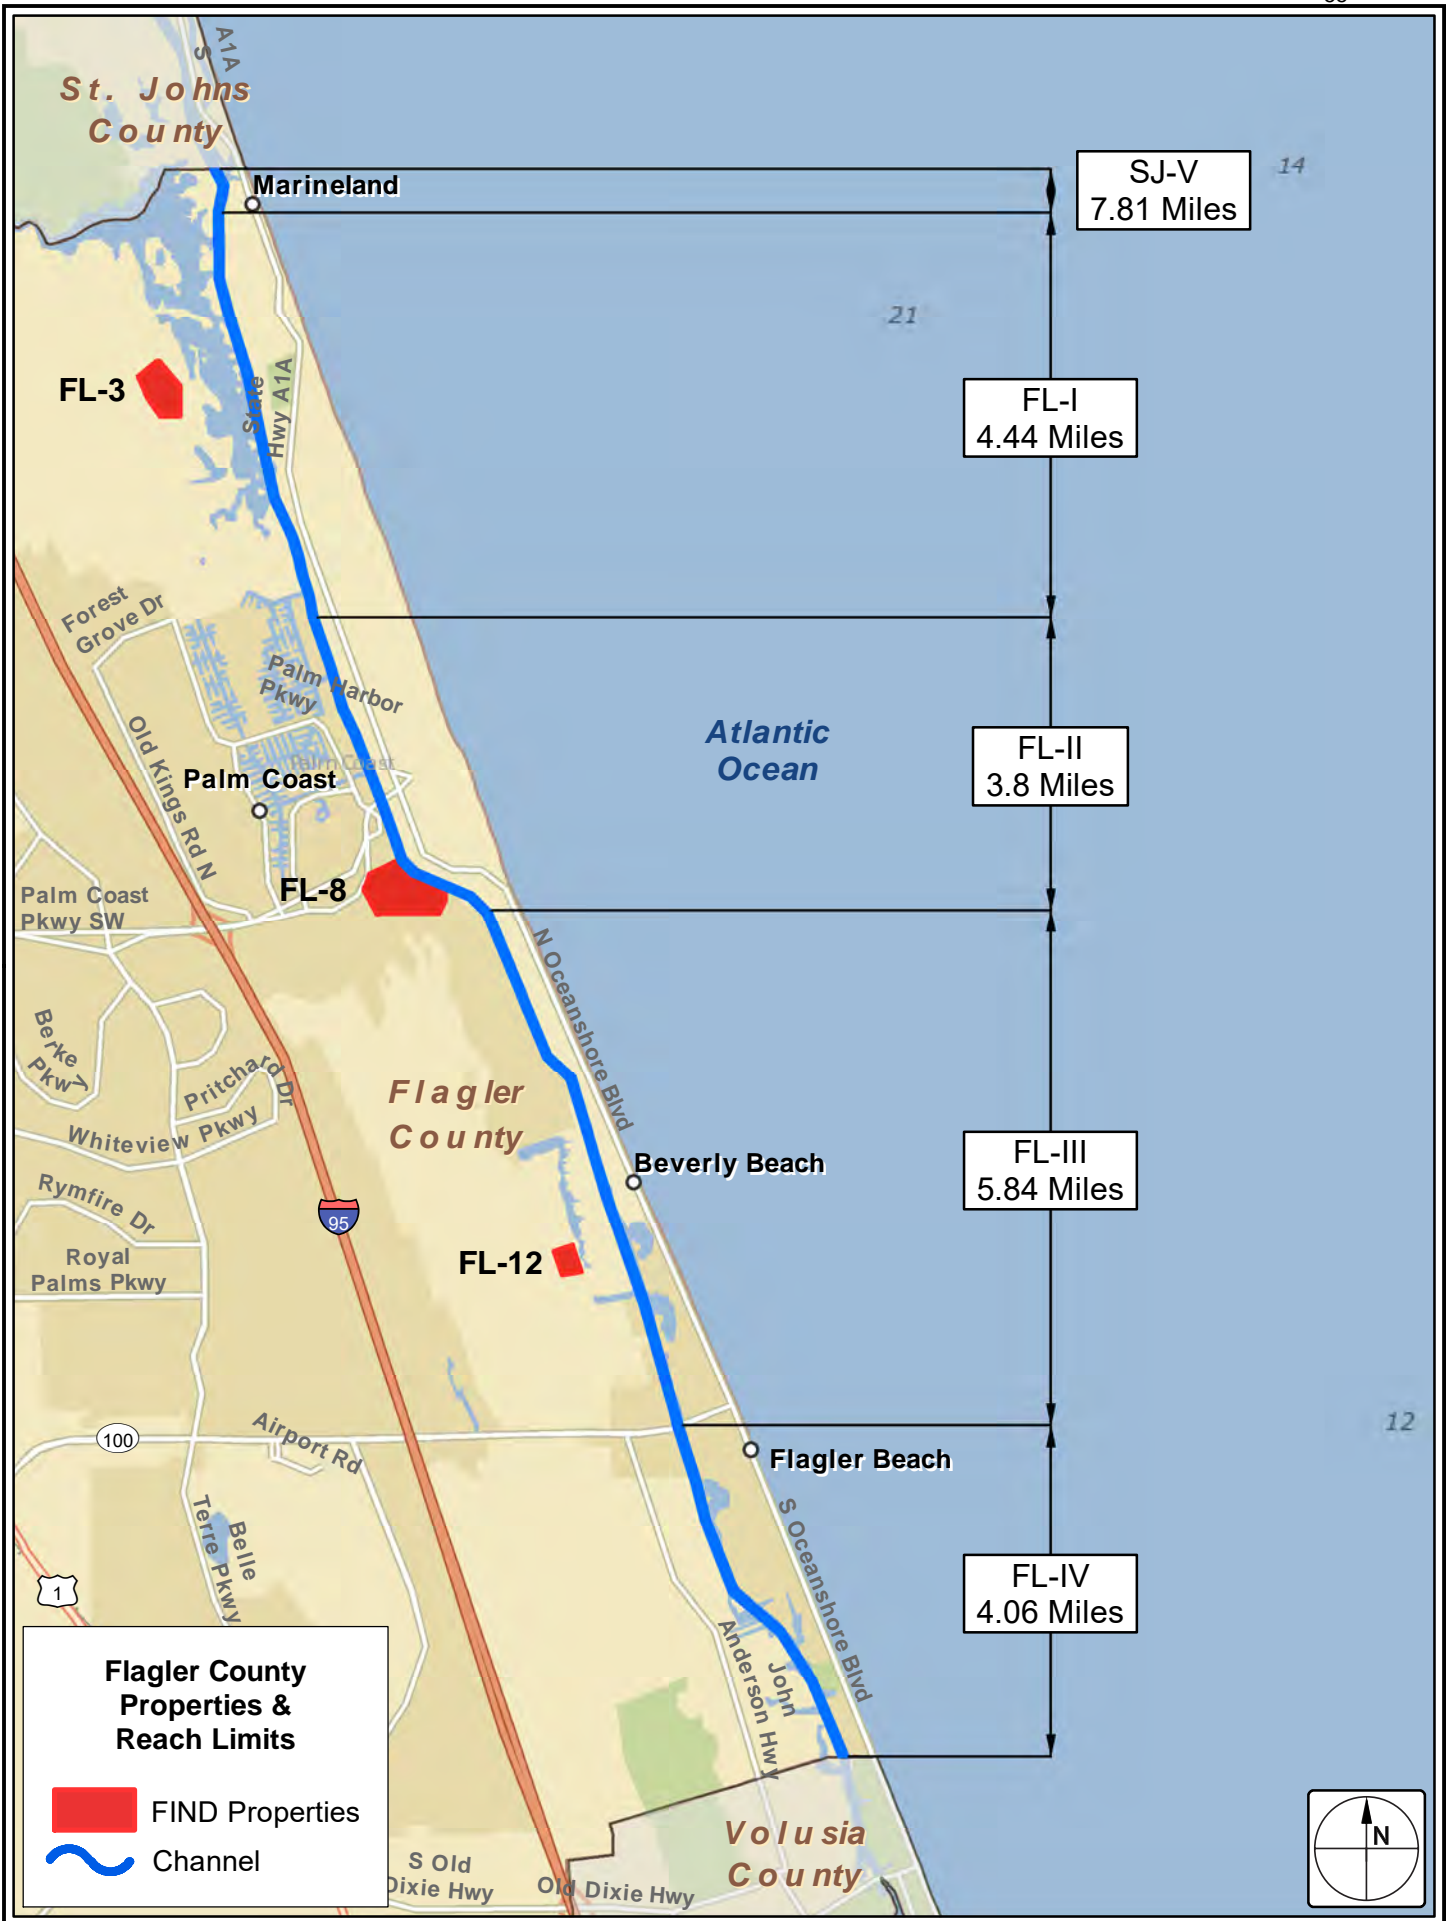 A1A
S
St. Johns
County
Marineland
SJ-V
7.81 Miles
14
21
FL-3
State
Hwy A1A
FL-I
4.44 Miles
Forest
Grove Dr
Palm Harbor
Pkwy
Old Kings Rd N
Palm Coast
Palm Coast
Atlantic
Ocean
FL-II
3.8 Miles
FL-8
Palm Coast
Pkwy SW
N Oceanshore Blvd
Berke
Pkwy
Pritchard Dr
Whiteview Pkwy
Flagler
County
Beverly Beach
FL-III
5.84 Miles
Rymfire Dr
95
Royal
Palms Pkwy
FL-12
12
100
Airport Rd
Flagler Beach
Belle
Terre Pkwy
S Oceanshore Blvd
1
FL-IV
4.06 Miles
John
Anderson Hwy
Flagler County
Properties &
Reach Limits
FIND Properties
Channel
Volusia
County
S Old
Dixie Hwy
Old Dixie Hwy
N